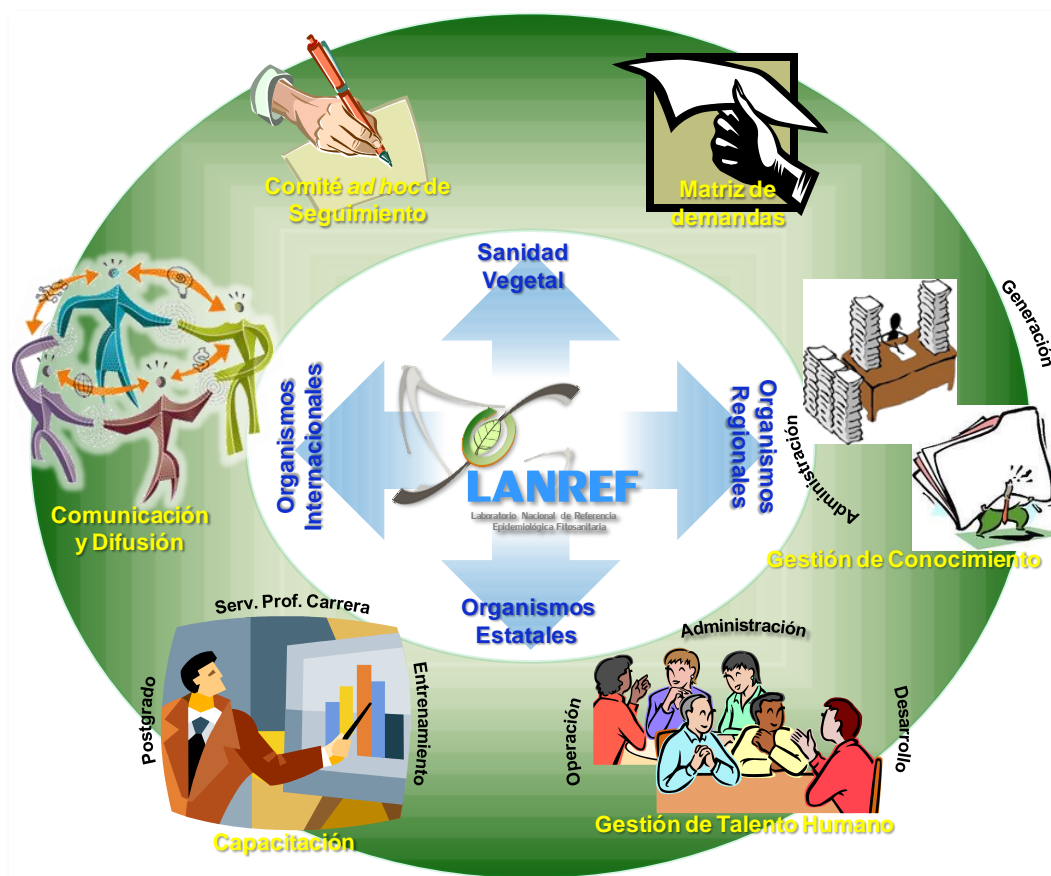 Comité ad hoc de
Seguimiento
Matriz de
demandas
Sanidad
Vegetal
Generación
Organismos
Internacionales
Organismos
Regionales
Administración
LANREF
Laboratorio Nacional de Referencia
Epidemiológica Fitosanitaria
Comunicación
y Difusión
Gestión de Conocimiento
Organismos
Estatales
Serv. Prof. Carrera
Postgrado
Entrenamiento
Capacitación
Administración
Operación
Desarrollo
Gestión de Talento Humano